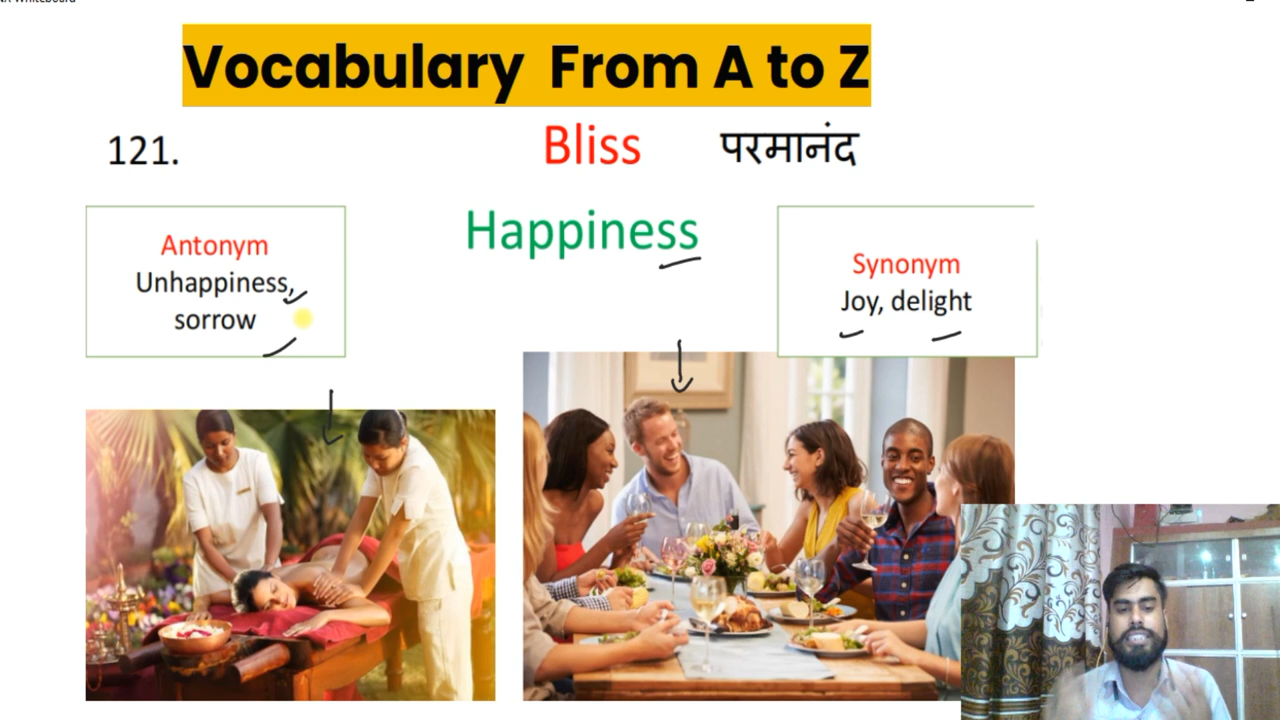 Vocabulary From A to Z
121. Bliss परमानंद
Happiness
Antonym
Unhappiness,
sorrow
Synonym
Joy, delight